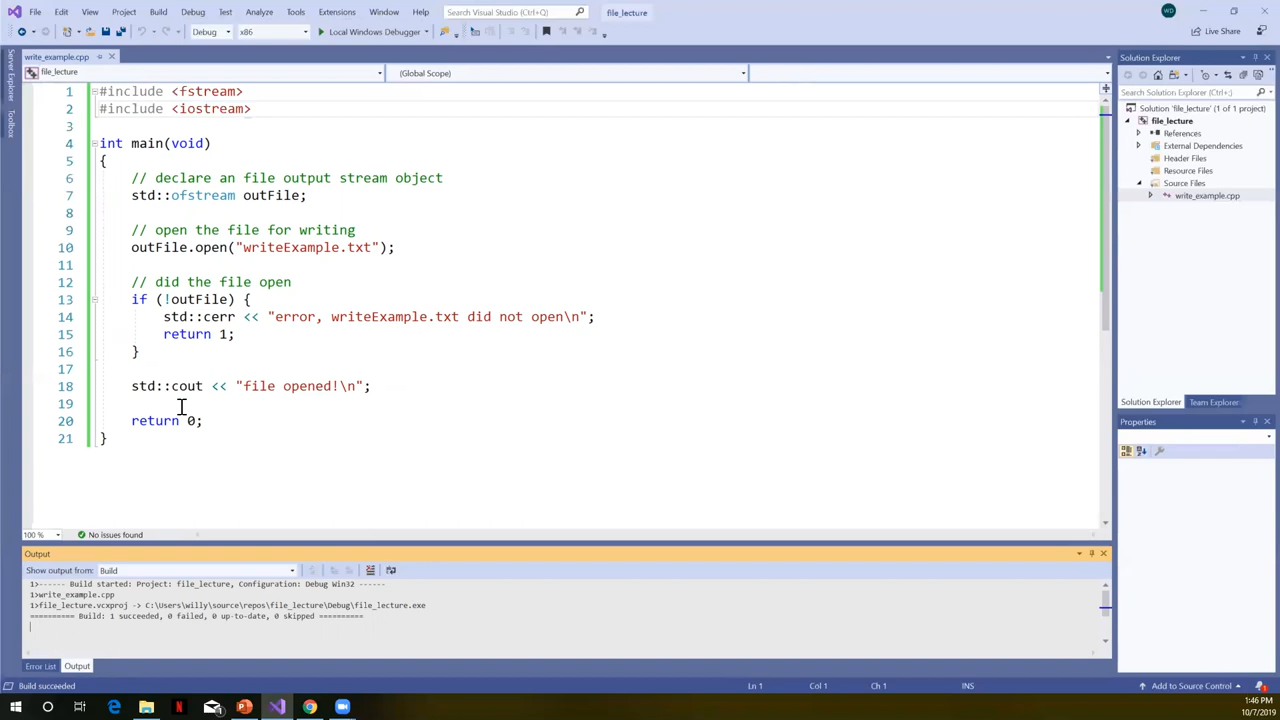 File Edit View Project Build Debug Test Analyze Tools Extensions Window Help Search Visual Studio (Ctrl+Q) file_lecture WD
Debug x86 Local Windows Debugger Live Share
Server Explorer
Toolbox
write_example.cpp
file_lecture (Global Scope)
1 #include <fstream>
2 #include <iostream>
3
4 int main(void)
5 {
6 // declare an file output stream object
7 std::ofstream outFile;
8
9 // open the file for writing
10 outFile.open("writeExample.txt");
11
12 // did the file open
13 if (!outFile) {
14 std::cerr << "error, writeExample.txt did not open\n";
15 return 1;
16 }
17
18 std::cout << "file opened!\n";
19
20 return 0;
21 }
100 % No issues found
Output
Show output from: Build
1>------ Build started: Project: file_lecture, Configuration: Debug Win32 ------
1>write_example.cpp
1>file_lecture.vcxproj -> C:\Users\willy\source\repos\file_lecture\Debug\file_lecture.exe
========== Build: 1 succeeded, 0 failed, 0 up-to-date, 0 skipped ==========
Error List Output
Solution Explorer
Search Solution Explorer (Ctrl+;)
Solution 'file_lecture' (1 of 1 project)
file_lecture
References
External Dependencies
Header Files
Resource Files
Source Files
write_example.cpp
Solution Explorer Team Explorer
Properties
Build succeeded Ln 1 Col 1 Ch 1 INS Add to Source Control
1:46 PM
10/7/2019